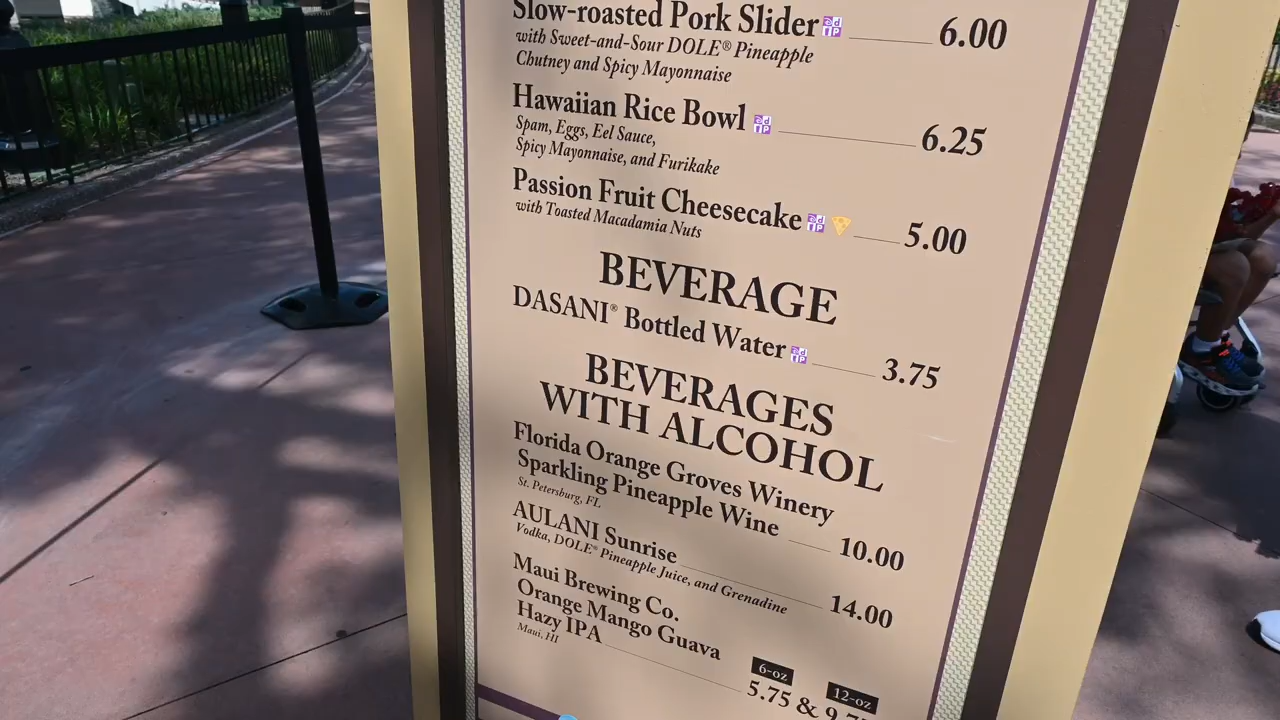 Slow-roasted Pork Slider 6.00
with Sweet-and-Sour DOLE® Pineapple
Chutney and Spicy Mayonnaise
Hawaiian Rice Bowl 6.25
Spam, Eggs, Eel Sauce,
Spicy Mayonnaise, and Furikake
Passion Fruit Cheesecake 5.00
with Toasted Macadamia Nuts
BEVERAGE
DASANI® Bottled Water 3.75
BEVERAGES
WITH ALCOHOL
Florida Orange Groves Winery
Sparkling Pineapple Wine 10.00
St. Petersburg, FL
AULANI Sunrise 14.00
Vodka, DOLE® Pineapple Juice, and Grenadine
Maui Brewing Co.
Orange Mango Guava
Hazy IPA
Maui, HI
6-oz 12-oz
5.75 &